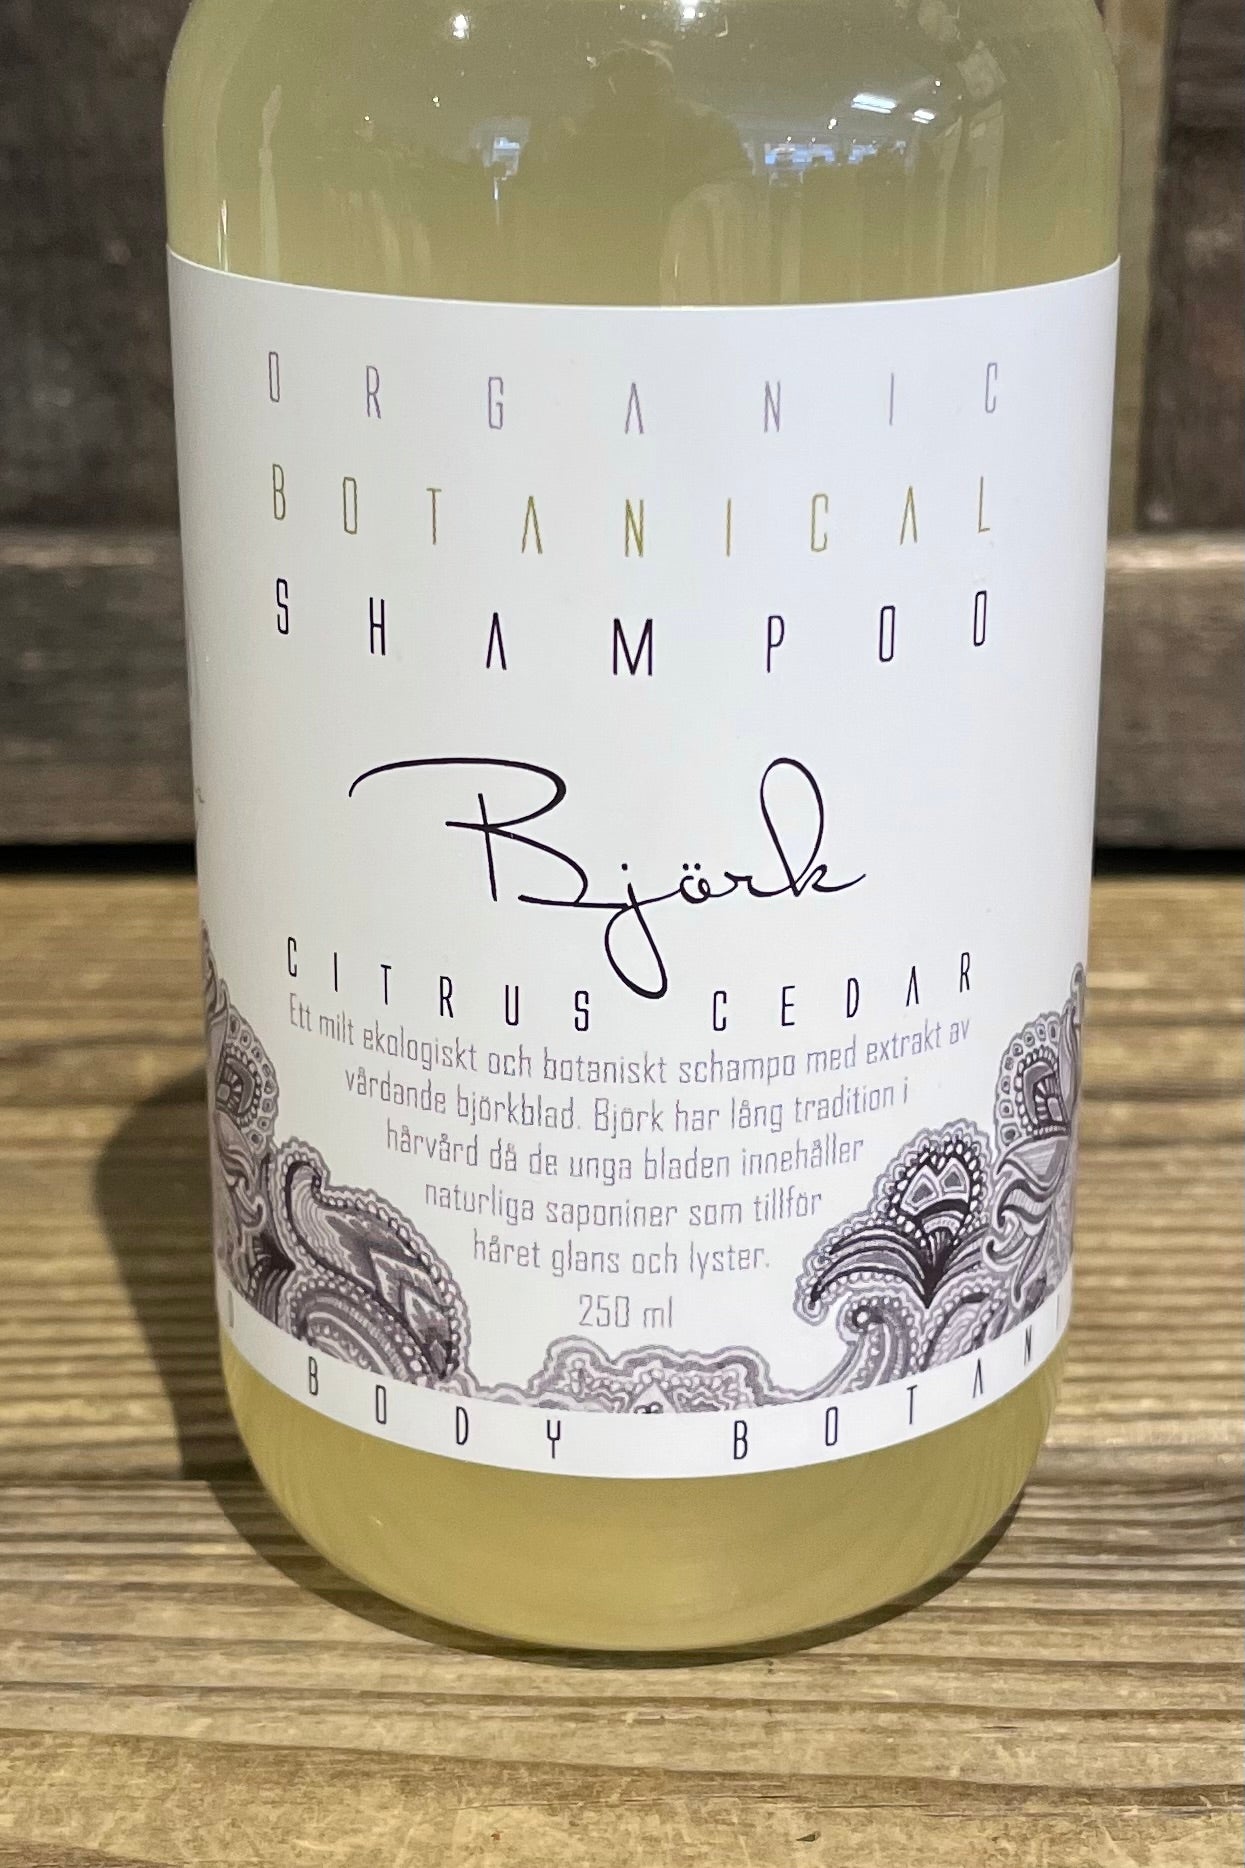 ORGANIC
BOTANICAL
SHAMPOO
Björk
CITRUS CEDAR
Ett milt ekologiskt och botaniskt schampo med extrakt av
vårdande björkblad. Björk har lång tradition i
hårvård då de unga bladen innehåller
naturliga saponiner som tillför
håret glans och lyster.
250 ml
BODY BOTANI